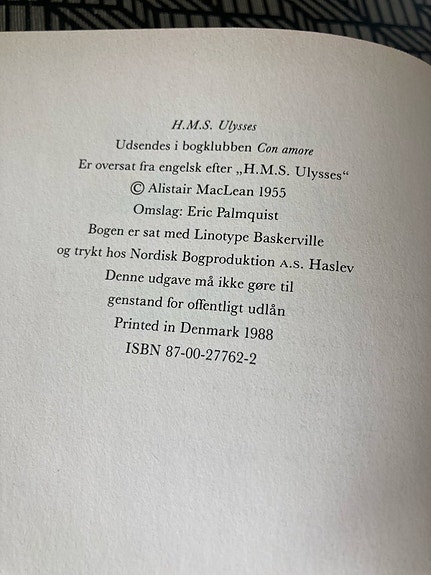 H.M.S. Ulysses
Udsendes i bogklubben Con amore
Er oversat fra engelsk efter „H.M.S. Ulysses“
© Alistair MacLean 1955
Omslag: Eric Palmquist
Bogen er sat med Linotype Baskerville
og trykt hos Nordisk Bogproduktion A.S. Haslev
Denne udgave må ikke gøre til
genstand for offentligt udlån
Printed in Denmark 1988
ISBN 87-00-27762-2